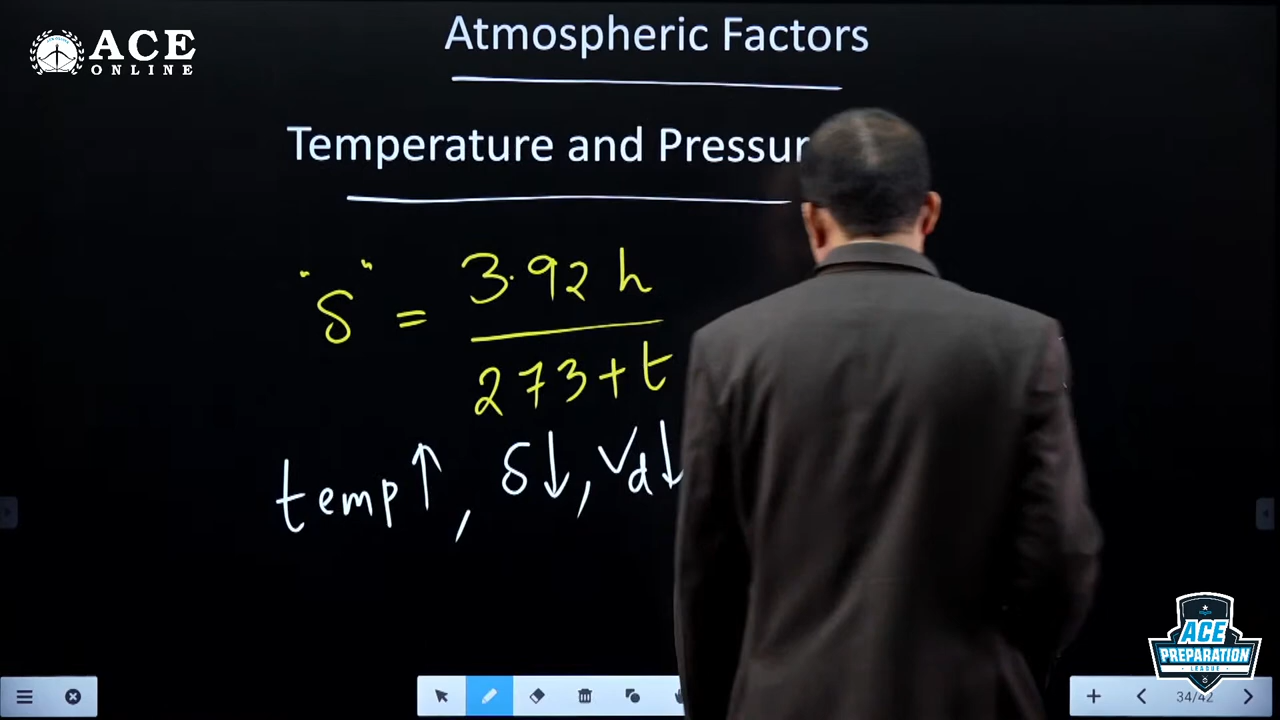 ACE
ONLINE
Atmospheric Factors
Temperature and Pressur
"δ" = 3.92 h
273 + t
temp ↑, δ ↓, Vd ↓
34/42
ACE
PREPARATION
LEAGUE